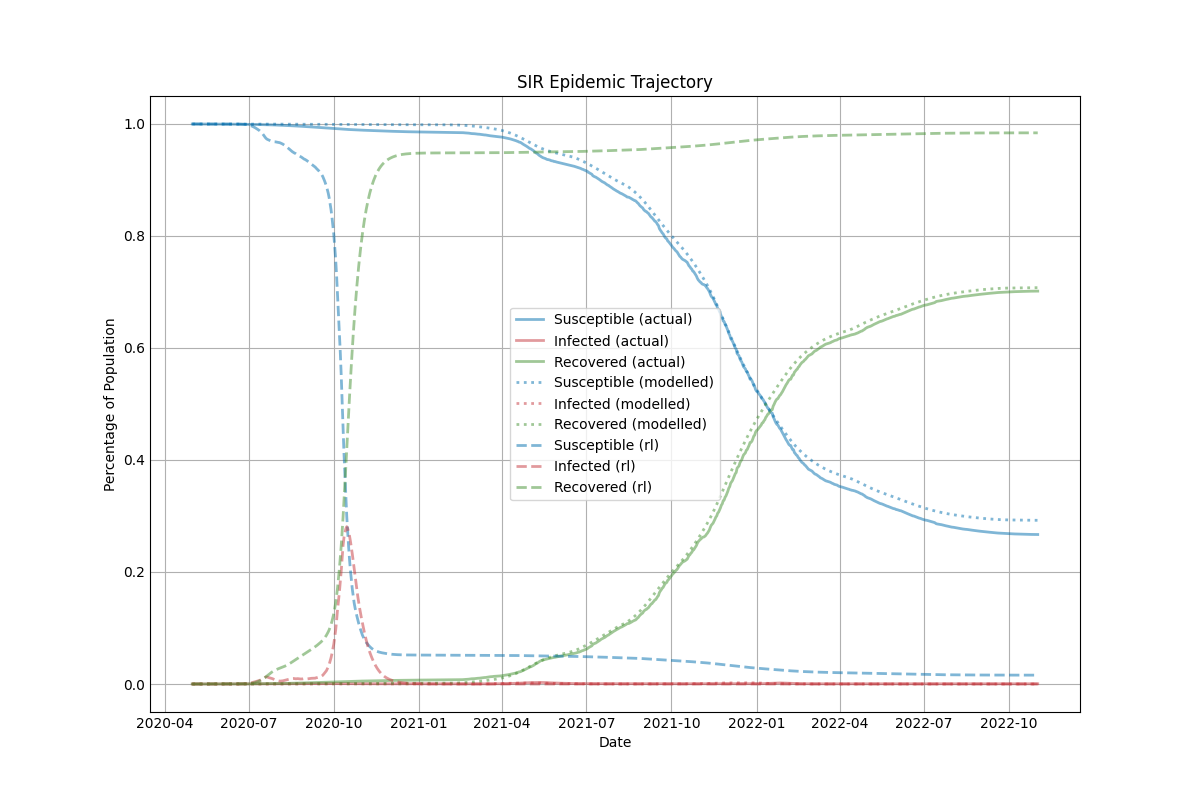 SIR Epidemic Trajectory
Percentage of Population
1.0
0.8
0.6
0.4
0.2
0.0
Susceptible (actual)
Infected (actual)
Recovered (actual)
Susceptible (modelled)
Infected (modelled)
Recovered (modelled)
Susceptible (rl)
Infected (rl)
Recovered (rl)
2020-04 2020-07 2020-10 2021-01 2021-04 2021-07 2021-10 2022-01 2022-04 2022-07 2022-10
Date